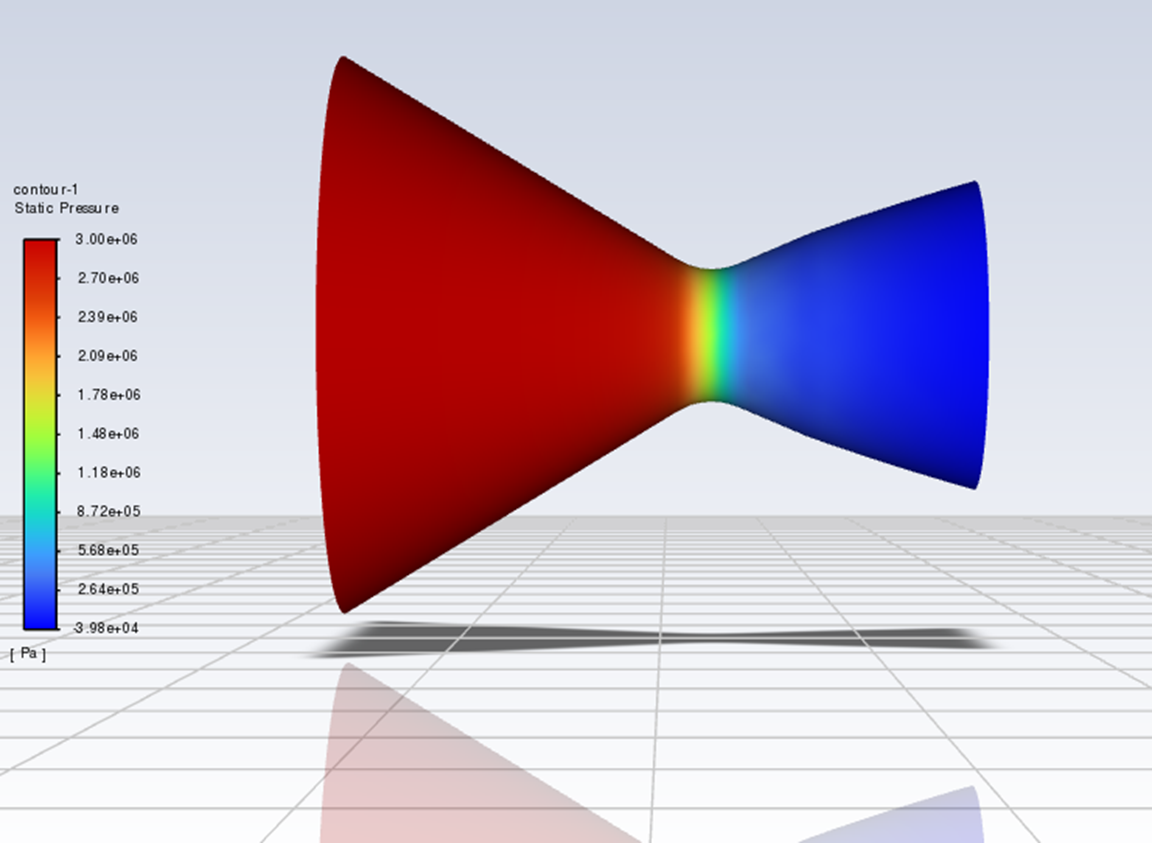 contour-1
Static Pressure
3.00e+06
2.70e+06
2.39e+06
2.09e+06
1.78e+06
1.48e+06
1.18e+06
8.72e+05
5.68e+05
2.64e+05
3.98e+04
[ Pa ]